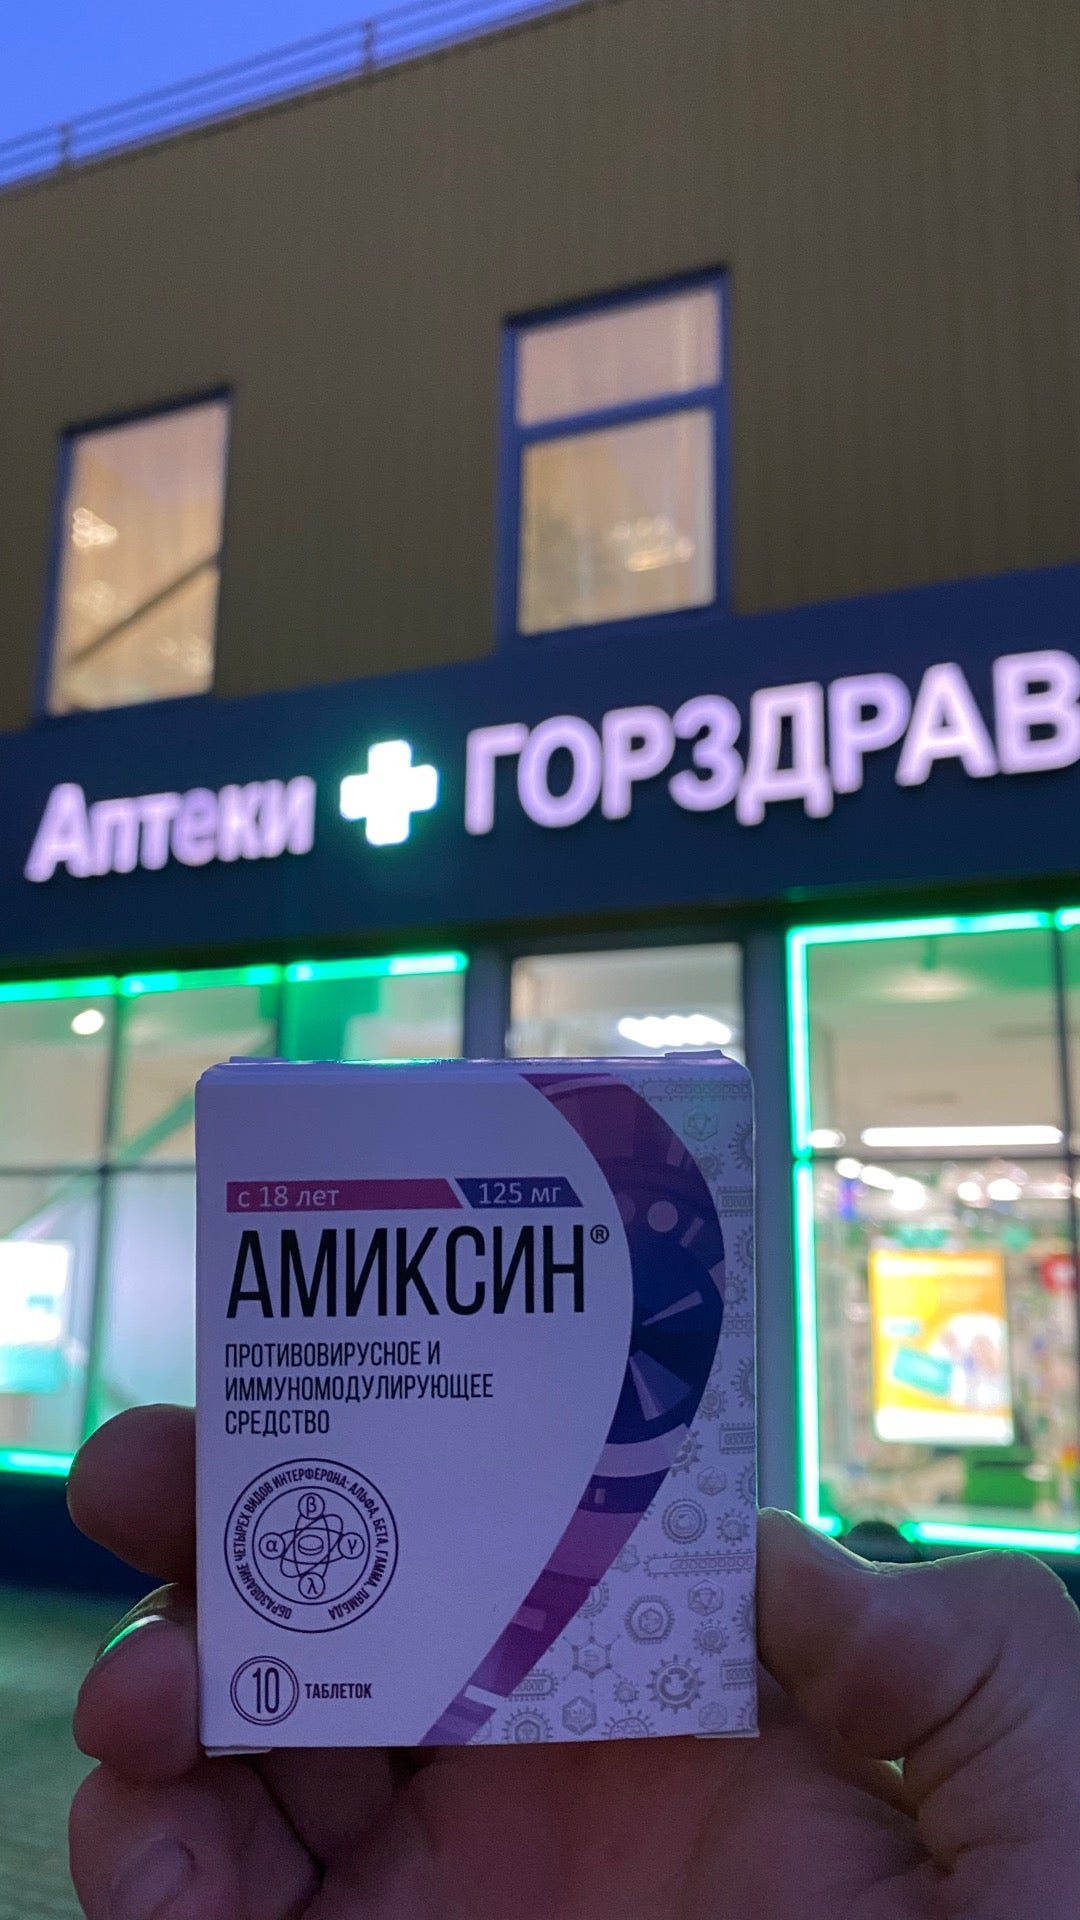 Аптеки ГОРЗДРАВ
с 18 лет 125 мг
АМИКСИН®
ПРОТИВОВИРУСНОЕ И
ИММУНОМОДУЛИРУЮЩЕЕ
СРЕДСТВО
ОБРАЗОВАНИЕ ЧЕТЫРЕХ ВИДОВ ИНТЕРФЕРОНА: АЛЬФА, БЕТА, ГАММА, ЛЯМБДА
β
α γ
λ
10 ТАБЛЕТОК